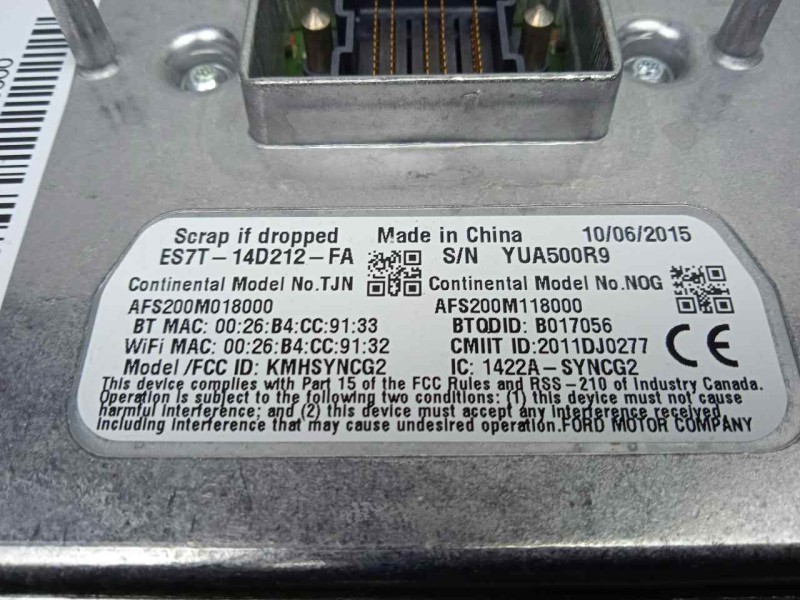 Scrap if dropped Made in China 10/06/2015
ES7T-14D212-FA S/N YUA500R9
Continental Model No.TJN Continental Model No.NOG
AFS200M018000 AFS200M118000
BT MAC: 00:26:B4:CC:91:33 BTQDID: B017056
WiFi MAC: 00:26:B4:CC:91:32 CMIIT ID:2011DJ0277
Model/FCC ID: KMHSYNCG2 IC: 1422A-SYNCG2
CE
This device complies with Part 15 of the FCC Rules and RSS-210 of Industry Canada.
Operation is subject to the following two conditions: (1) this device must not cause
harmful interference; and (2) this device must accept any interference received,
including interference that may cause undesired operation. FORD MOTOR COMPANY